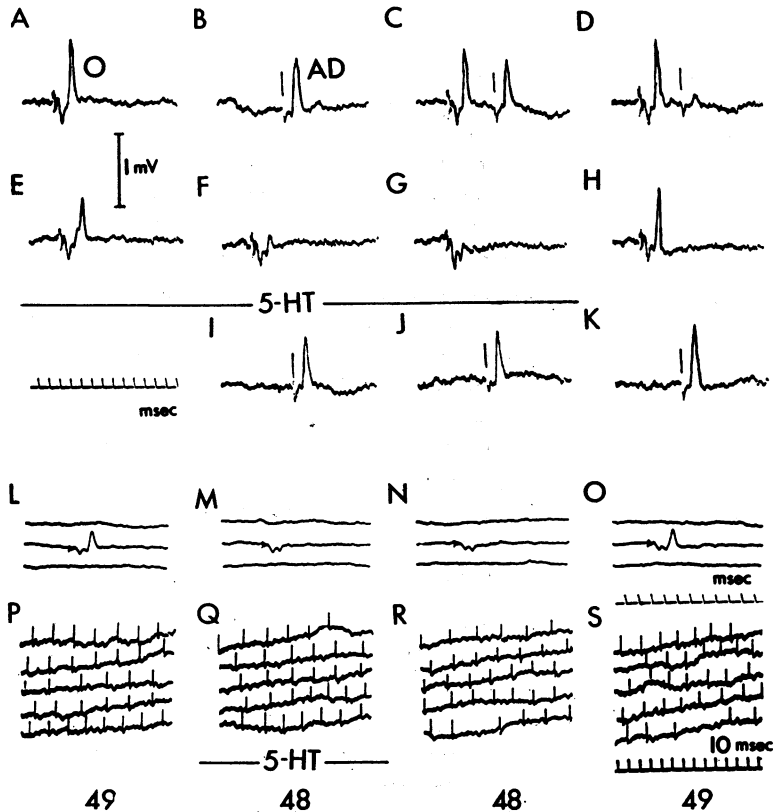 A B C D
O AD
1 mV
E F G H
5-HT
I J K
msec
L M N O
msec
P Q R S
10 msec
5-HT
49 48 48 49